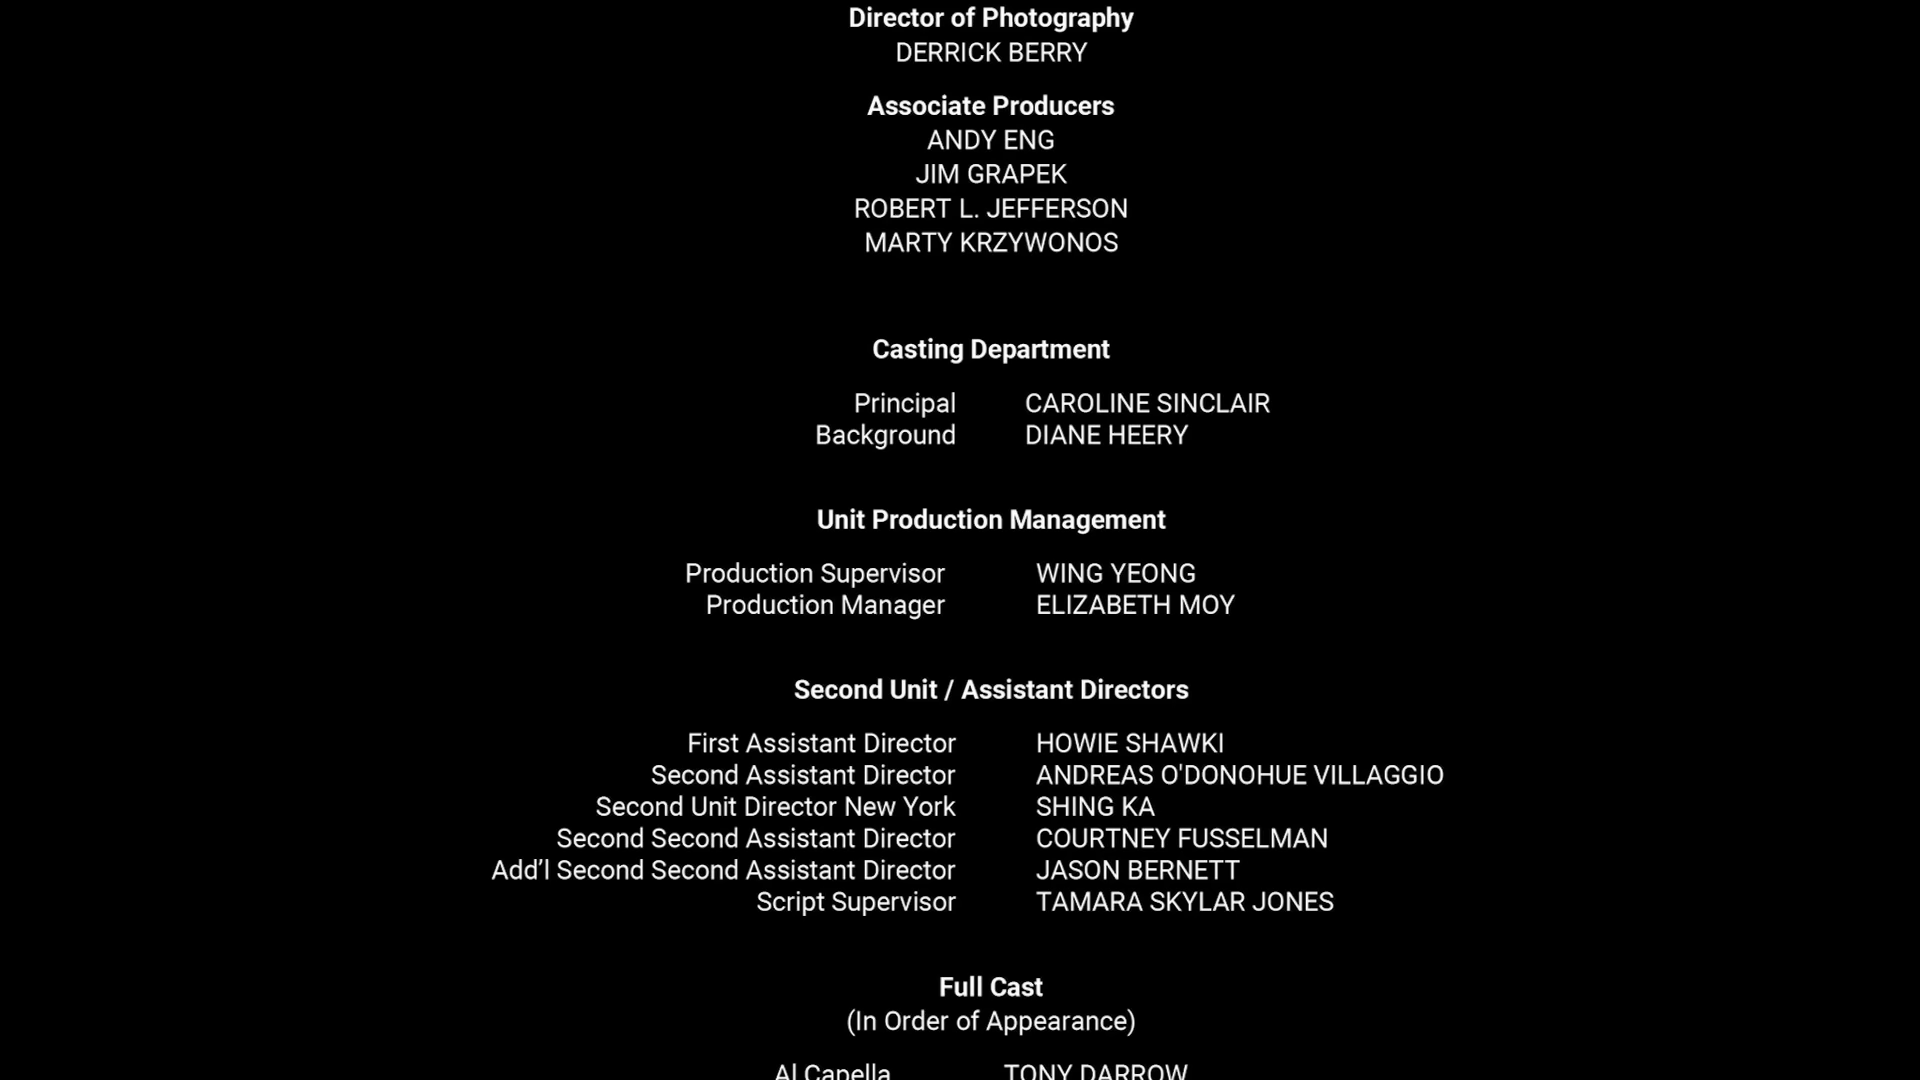 Director of Photography
DERRICK BERRY
Associate Producers
ANDY ENG
JIM GRAPEK
ROBERT L. JEFFERSON
MARTY KRZYWONOS
Casting Department
Principal CAROLINE SINCLAIR
Background DIANE HEERY
Unit Production Management
Production Supervisor WING YEONG
Production Manager ELIZABETH MOY
Second Unit / Assistant Directors
First Assistant Director HOWIE SHAWKI
Second Assistant Director ANDREAS O'DONOHUE VILLAGGIO
Second Unit Director New York SHING KA
Second Second Assistant Director COURTNEY FUSSELMAN
Add’l Second Second Assistant Director JASON BERNETT
Script Supervisor TAMARA SKYLAR JONES
Full Cast
(In Order of Appearance)
Al Capella TONY DARROW